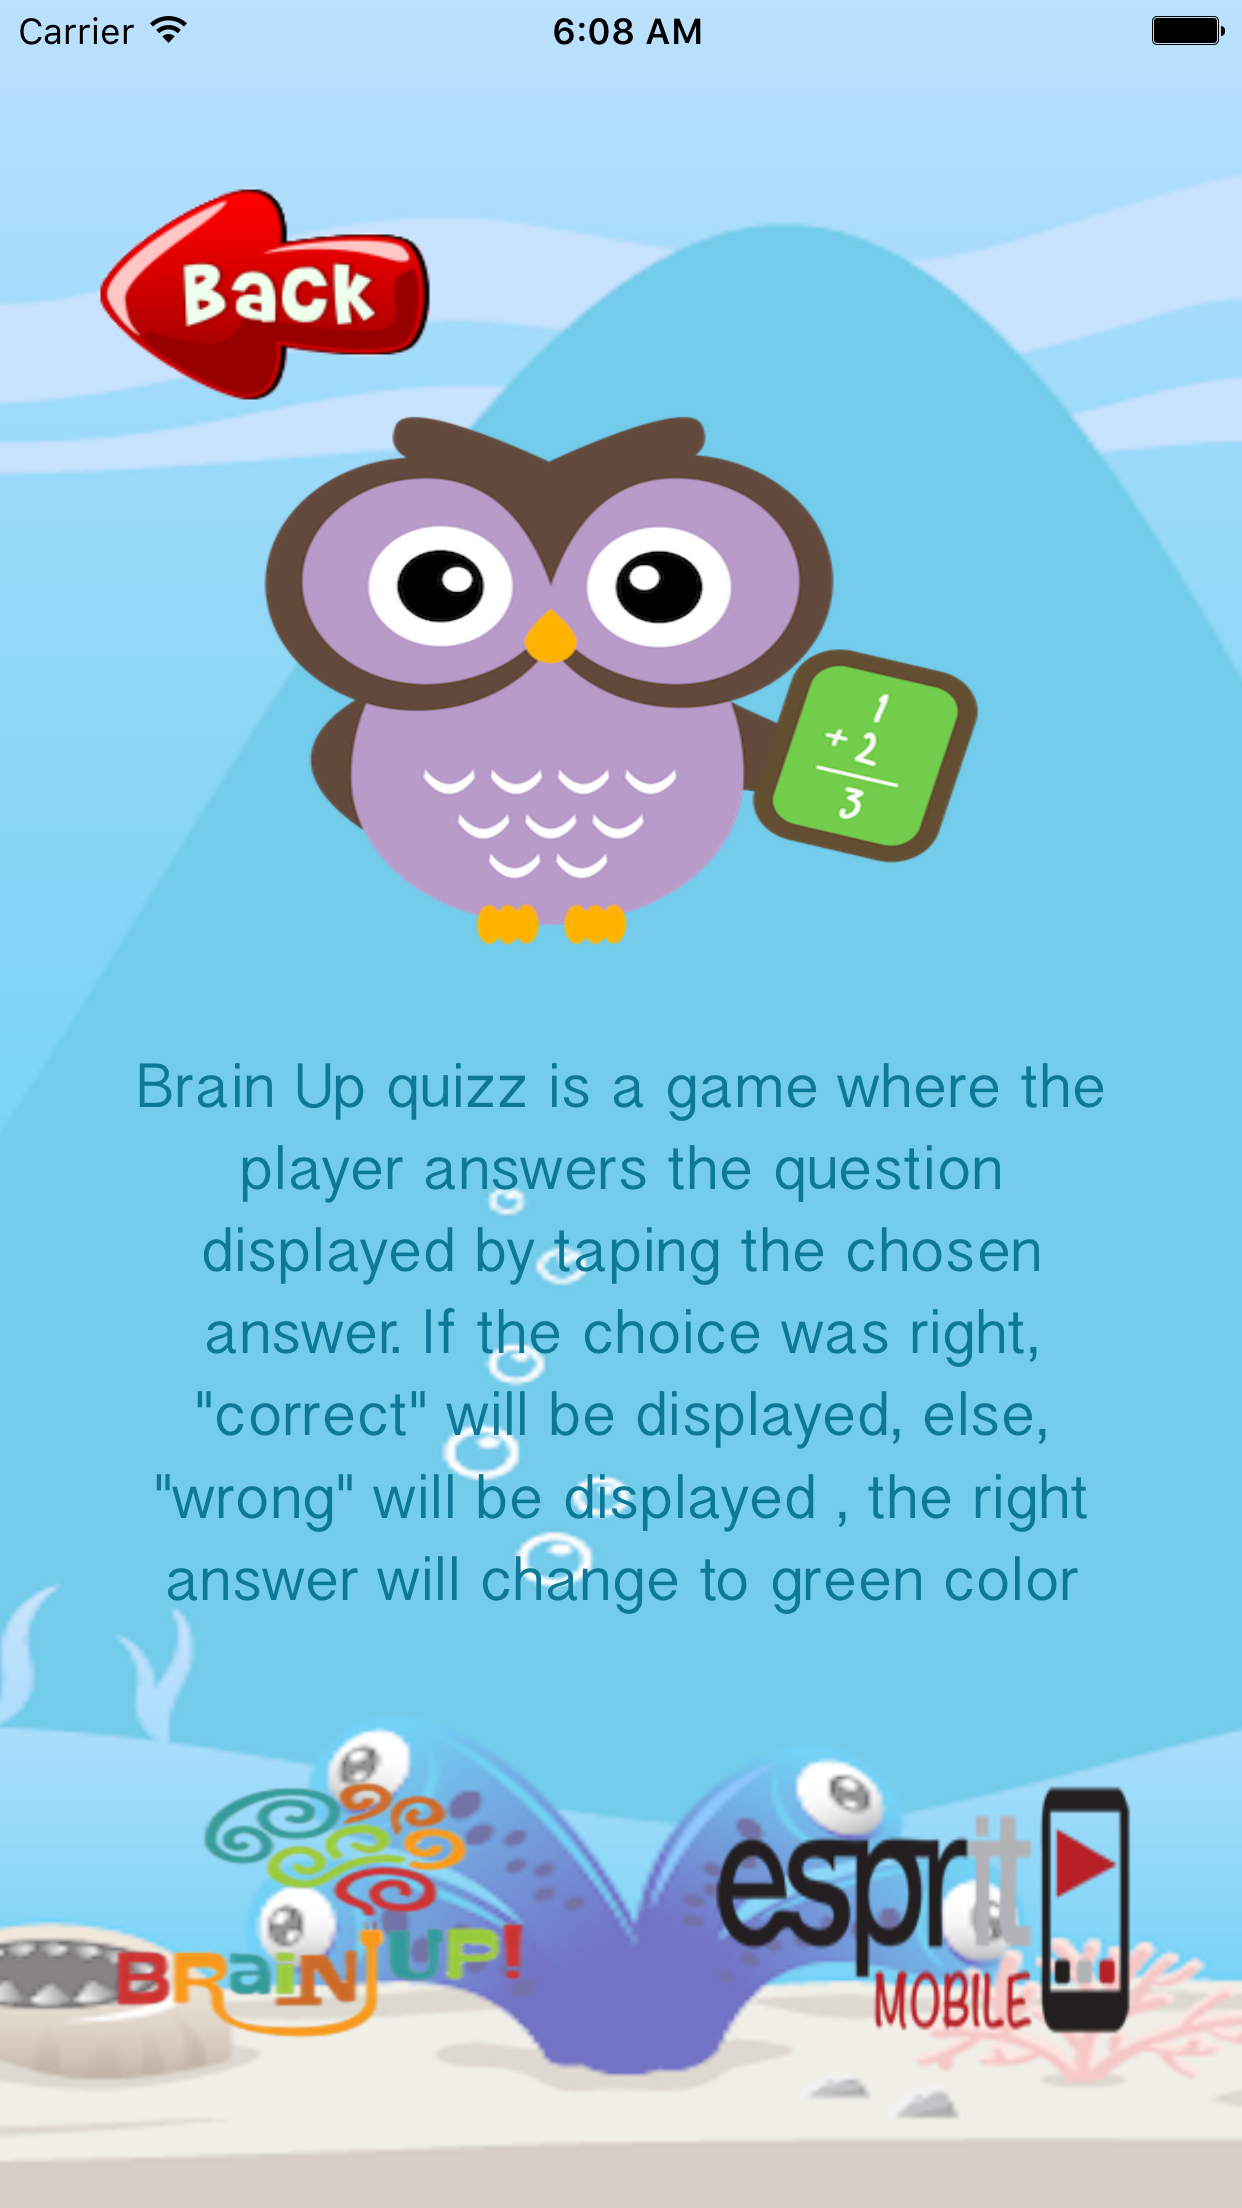 Carrier 6:08 AM
Back
1
+ 2
3
Brain Up quizz is a game where the
player answers the question
displayed by taping the chosen
answer. If the choice was right,
"correct" will be displayed, else,
"wrong" will be displayed , the right
answer will change to green color
BRaiN UP!
esprit
MOBILE